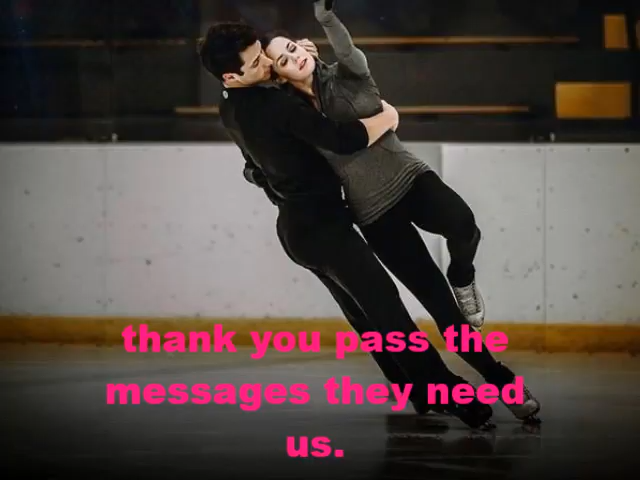 thank you pass the
messages they need
us.